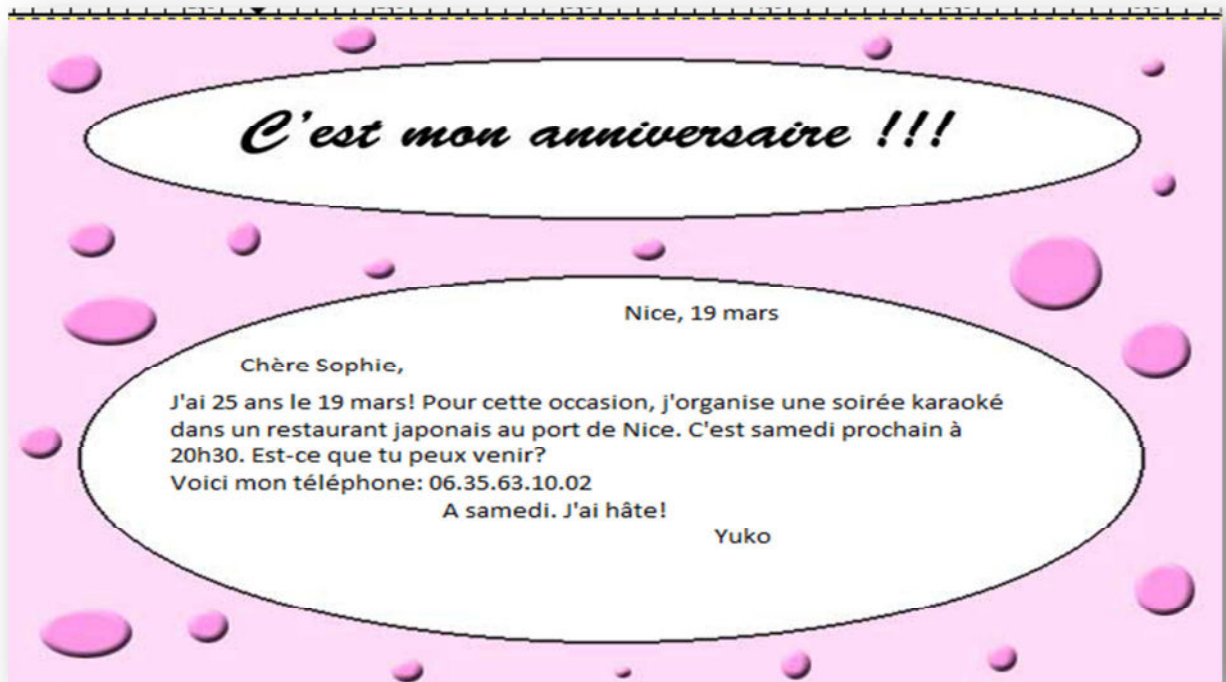 C'est mon anniversaire !!!
Nice, 19 mars
Chère Sophie,
J'ai 25 ans le 19 mars! Pour cette occasion, j'organise une soirée karaoké
dans un restaurant japonais au port de Nice. C'est samedi prochain à
20h30. Est-ce que tu peux venir?
Voici mon téléphone: 06.35.63.10.02
A samedi. J'ai hâte!
Yuko